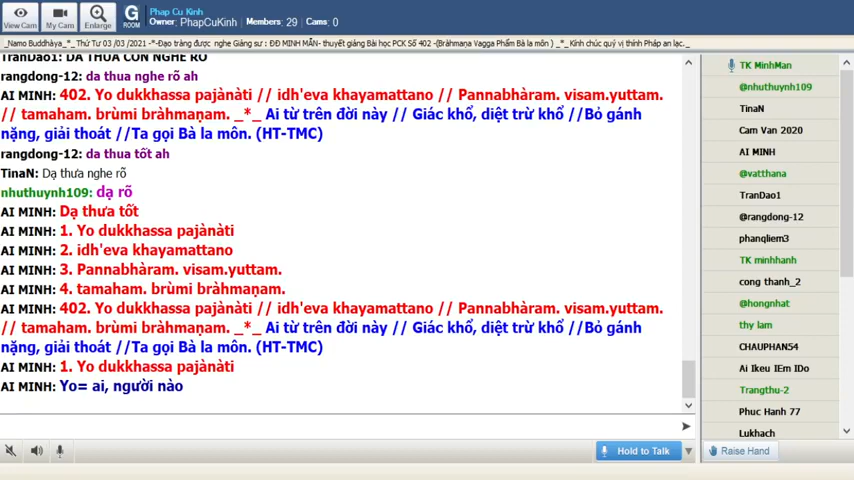 Phap Cu Kinh
Owner: PhapCuKinh Members: 29 Cams: 0
View Cam My Cam Enlarge G ROOM
_Namo Buddhàya_*_ Thứ Tư 03 /03 /2021 -*-Đạo tràng được nghe Giảng sư : ĐĐ MINH MẪN- thuyết giảng Bài học PCK Số 402 -(Bràhmaṇa Vagga Phẩm Bà la môn ) _*_ Kính chúc quý vị thính Pháp an lạc._
TranDao1: DA THUA CON NGHE RO
rangdong-12: da thua nghe rõ ah
AI MINH: 402. Yo dukkhassa pajànàti // idh'eva khayamattano // Pannabhàram. visam.yuttam.
// tamaham. brùmi bràhmaṇam. _*_ Ai từ trên đời này // Giác khổ, diệt trừ khổ //Bỏ gánh
nặng, giải thoát //Ta gọi Bà la môn. (HT-TMC)
rangdong-12: da thua tốt ah
TinaN: Dạ thưa nghe rõ
nhuthuynh109: dạ rõ
AI MINH: Dạ thưa tốt
AI MINH: 1. Yo dukkhassa pajànàti
AI MINH: 2. idh'eva khayamattano
AI MINH: 3. Pannabhàram. visam.yuttam.
AI MINH: 4. tamaham. brùmi bràhmaṇam.
AI MINH: 402. Yo dukkhassa pajànàti // idh'eva khayamattano // Pannabhàram. visam.yuttam.
// tamaham. brùmi bràhmaṇam. _*_ Ai từ trên đời này // Giác khổ, diệt trừ khổ //Bỏ gánh
nặng, giải thoát //Ta gọi Bà la môn. (HT-TMC)
AI MINH: 1. Yo dukkhassa pajànàti
AI MINH: Yo= ai, người nào
TK MinhMan
@nhuthuynh109
TinaN
Cam Van 2020
AI MINH
@vatthana
TranDao1
@rangdong-12
phanqliem3
TK minhhanh
cong thanh_2
@hongnhat
thy lam
CHAUPHAN54
Ai Ikeu IEm IDo
Trangthu-2
Phuc Hanh 77
Lukhach
Hold to Talk
Raise Hand